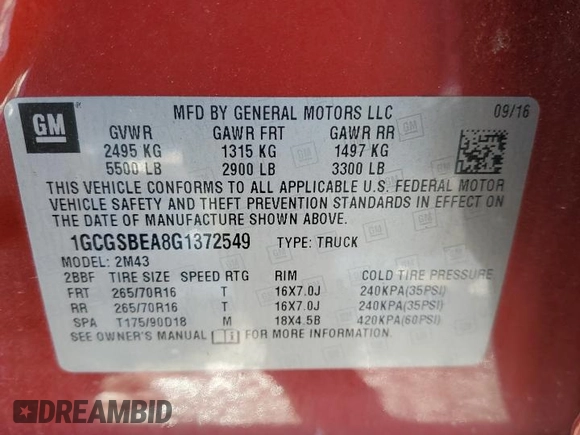 GM
MFD BY GENERAL MOTORS LLC 09/16
GVWR GAWR FRT GAWR RR
2495 KG 1315 KG 1497 KG
5500 LB 2900 LB 3300 LB
THIS VEHICLE CONFORMS TO ALL APPLICABLE U.S. FEDERAL MOTOR
VEHICLE SAFETY AND THEFT PREVENTION STANDARDS IN EFFECT ON
THE DATE OF MANUFACTURE SHOWN ABOVE.
1GCGSBEA8G1372549 TYPE: TRUCK
MODEL: 2M43
2BBF TIRE SIZE SPEED RTG RIM COLD TIRE PRESSURE
FRT 265/70R16 T 16X7.0J 240KPA(35PSI)
RR 265/70R16 T 16X7.0J 240KPA(35PSI)
SPA T175/90D18 M 18X4.5B 420KPA(60PSI)
SEE OWNER'S MANUAL FOR MORE INFORMATION.
DREAMBID